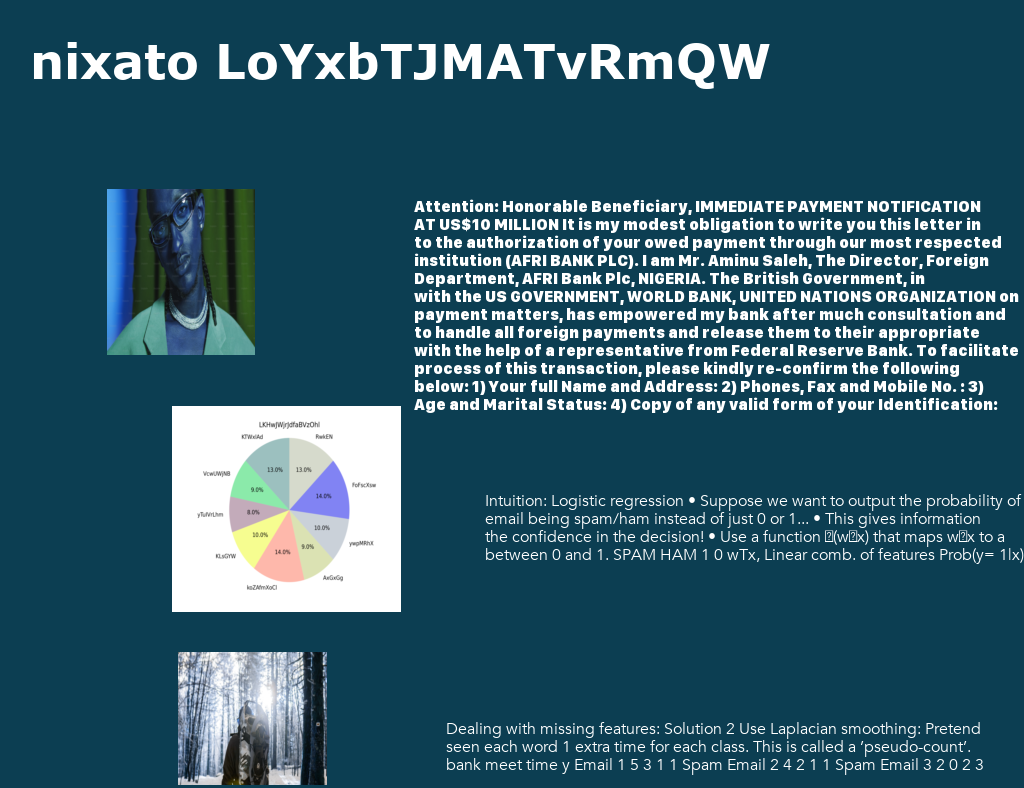 nixato LoYxbTJMATvRmQW
Attention: Honorable Beneficiary, IMMEDIATE PAYMENT NOTIFICATION
AT US$10 MILLION It is my modest obligation to write you this letter in
to the authorization of your owed payment through our most respected
institution (AFRI BANK PLC). I am Mr. Aminu Saleh, The Director, Foreign
Department, AFRI Bank Plc, NIGERIA. The British Government, in
with the US GOVERNMENT, WORLD BANK, UNITED NATIONS ORGANIZATION on
payment matters, has empowered my bank after much consultation and
to handle all foreign payments and release them to their appropriate
with the help of a representative from Federal Reserve Bank. To facilitate
process of this transaction, please kindly re-confirm the following
below: 1) Your full Name and Address: 2) Phones, Fax and Mobile No. : 3)
Age and Marital Status: 4) Copy of any valid form of your Identification:
LKHwJWjrJdfaBVzOhl
KTWxiAd
RwkEN
13.0%
13.0%
VcwUWJNB
FoFscXsw
9.0%
14.0%
yTuIVrLhm
8.0%
10.0%
ywpMRhX
10.0%
9.0%
KLsGYW
14.0%
AxGxGg
koZAfmXoCl
Intuition: Logistic regression • Suppose we want to output the probability of
email being spam/ham instead of just 0 or 1... • This gives information
the confidence in the decision! • Use a function (wx) that maps wx to a
between 0 and 1. SPAM HAM 1 0 wTx, Linear comb. of features Prob(y= 1|x)
Dealing with missing features: Solution 2 Use Laplacian smoothing: Pretend
seen each word 1 extra time for each class. This is called a ‘pseudo-count’.
bank meet time y Email 1 5 3 1 1 Spam Email 2 4 2 1 1 Spam Email 3 2 0 2 3